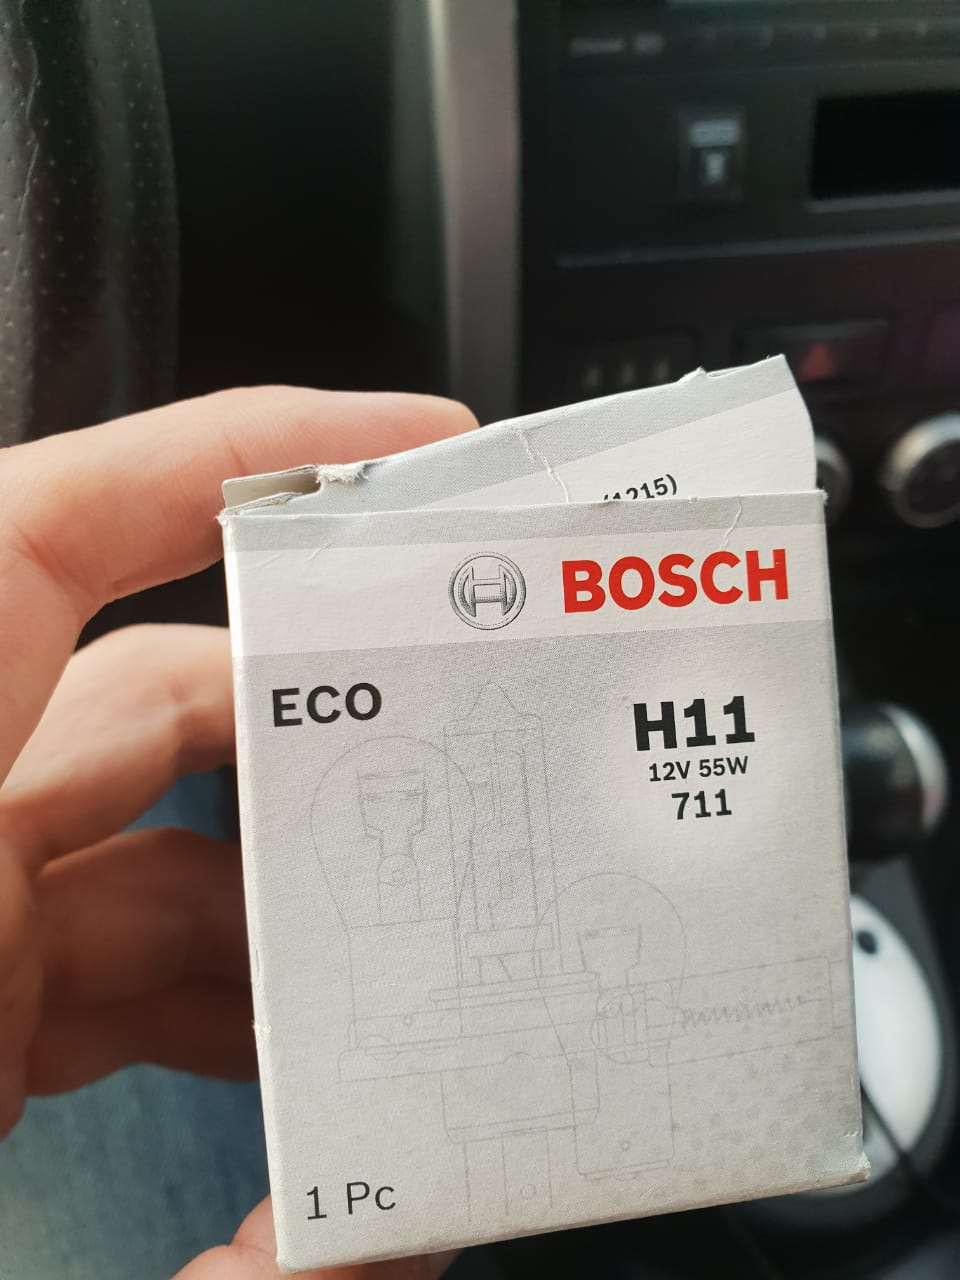 (1215)
BOSCH
ECO
H11
12V 55W
711
1 Pc